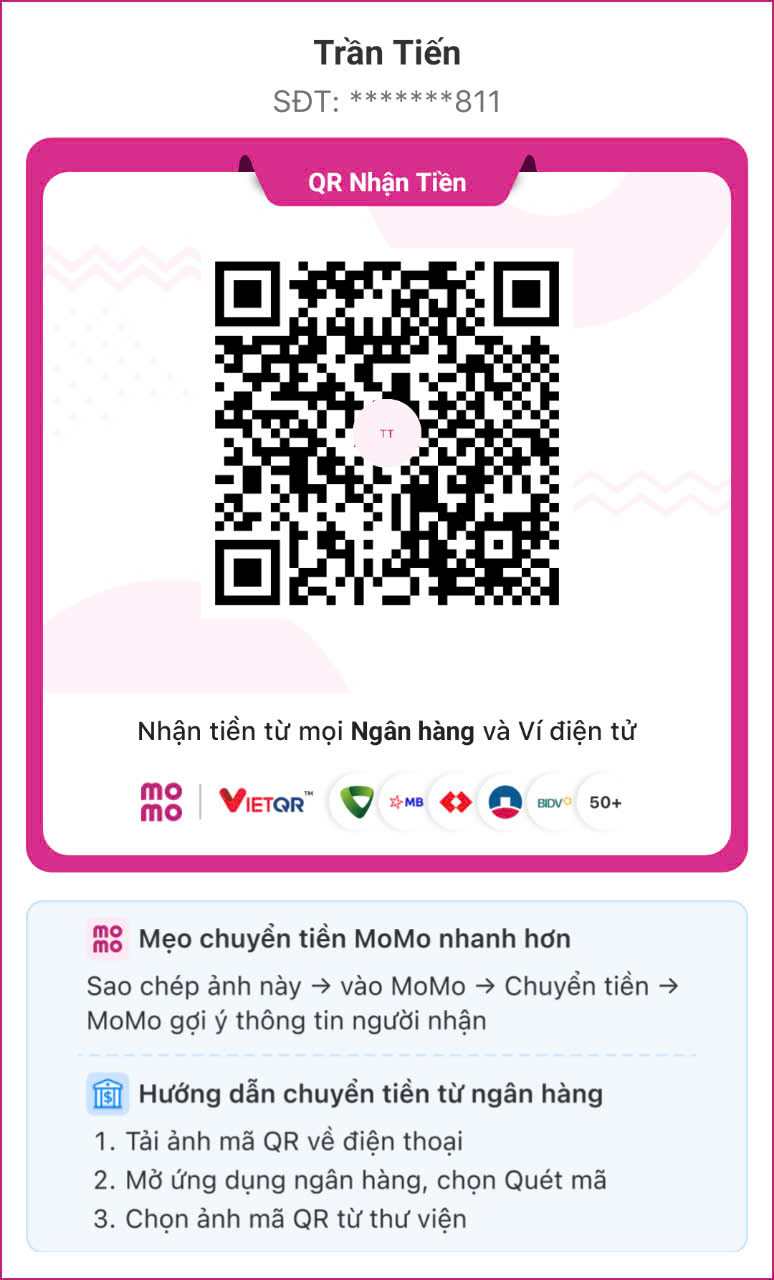 Trần Tiến
SĐT: *******811
QR Nhận Tiền
TT
Nhận tiền từ mọi Ngân hàng và Ví điện tử
mo
mo
VIETQR™
MB
BIDV
50+
mo
mo
Mẹo chuyển tiền MoMo nhanh hơn
Sao chép ảnh này → vào MoMo → Chuyển tiền →
MoMo gợi ý thông tin người nhận
Hướng dẫn chuyển tiền từ ngân hàng
1. Tải ảnh mã QR về điện thoại
2. Mở ứng dụng ngân hàng, chọn Quét mã
3. Chọn ảnh mã QR từ thư viện